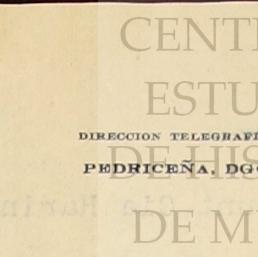 CENT
ESTU
DIRECCION TELEGRAFI
PEDRICEÑA, DG
DE HIS
DE M